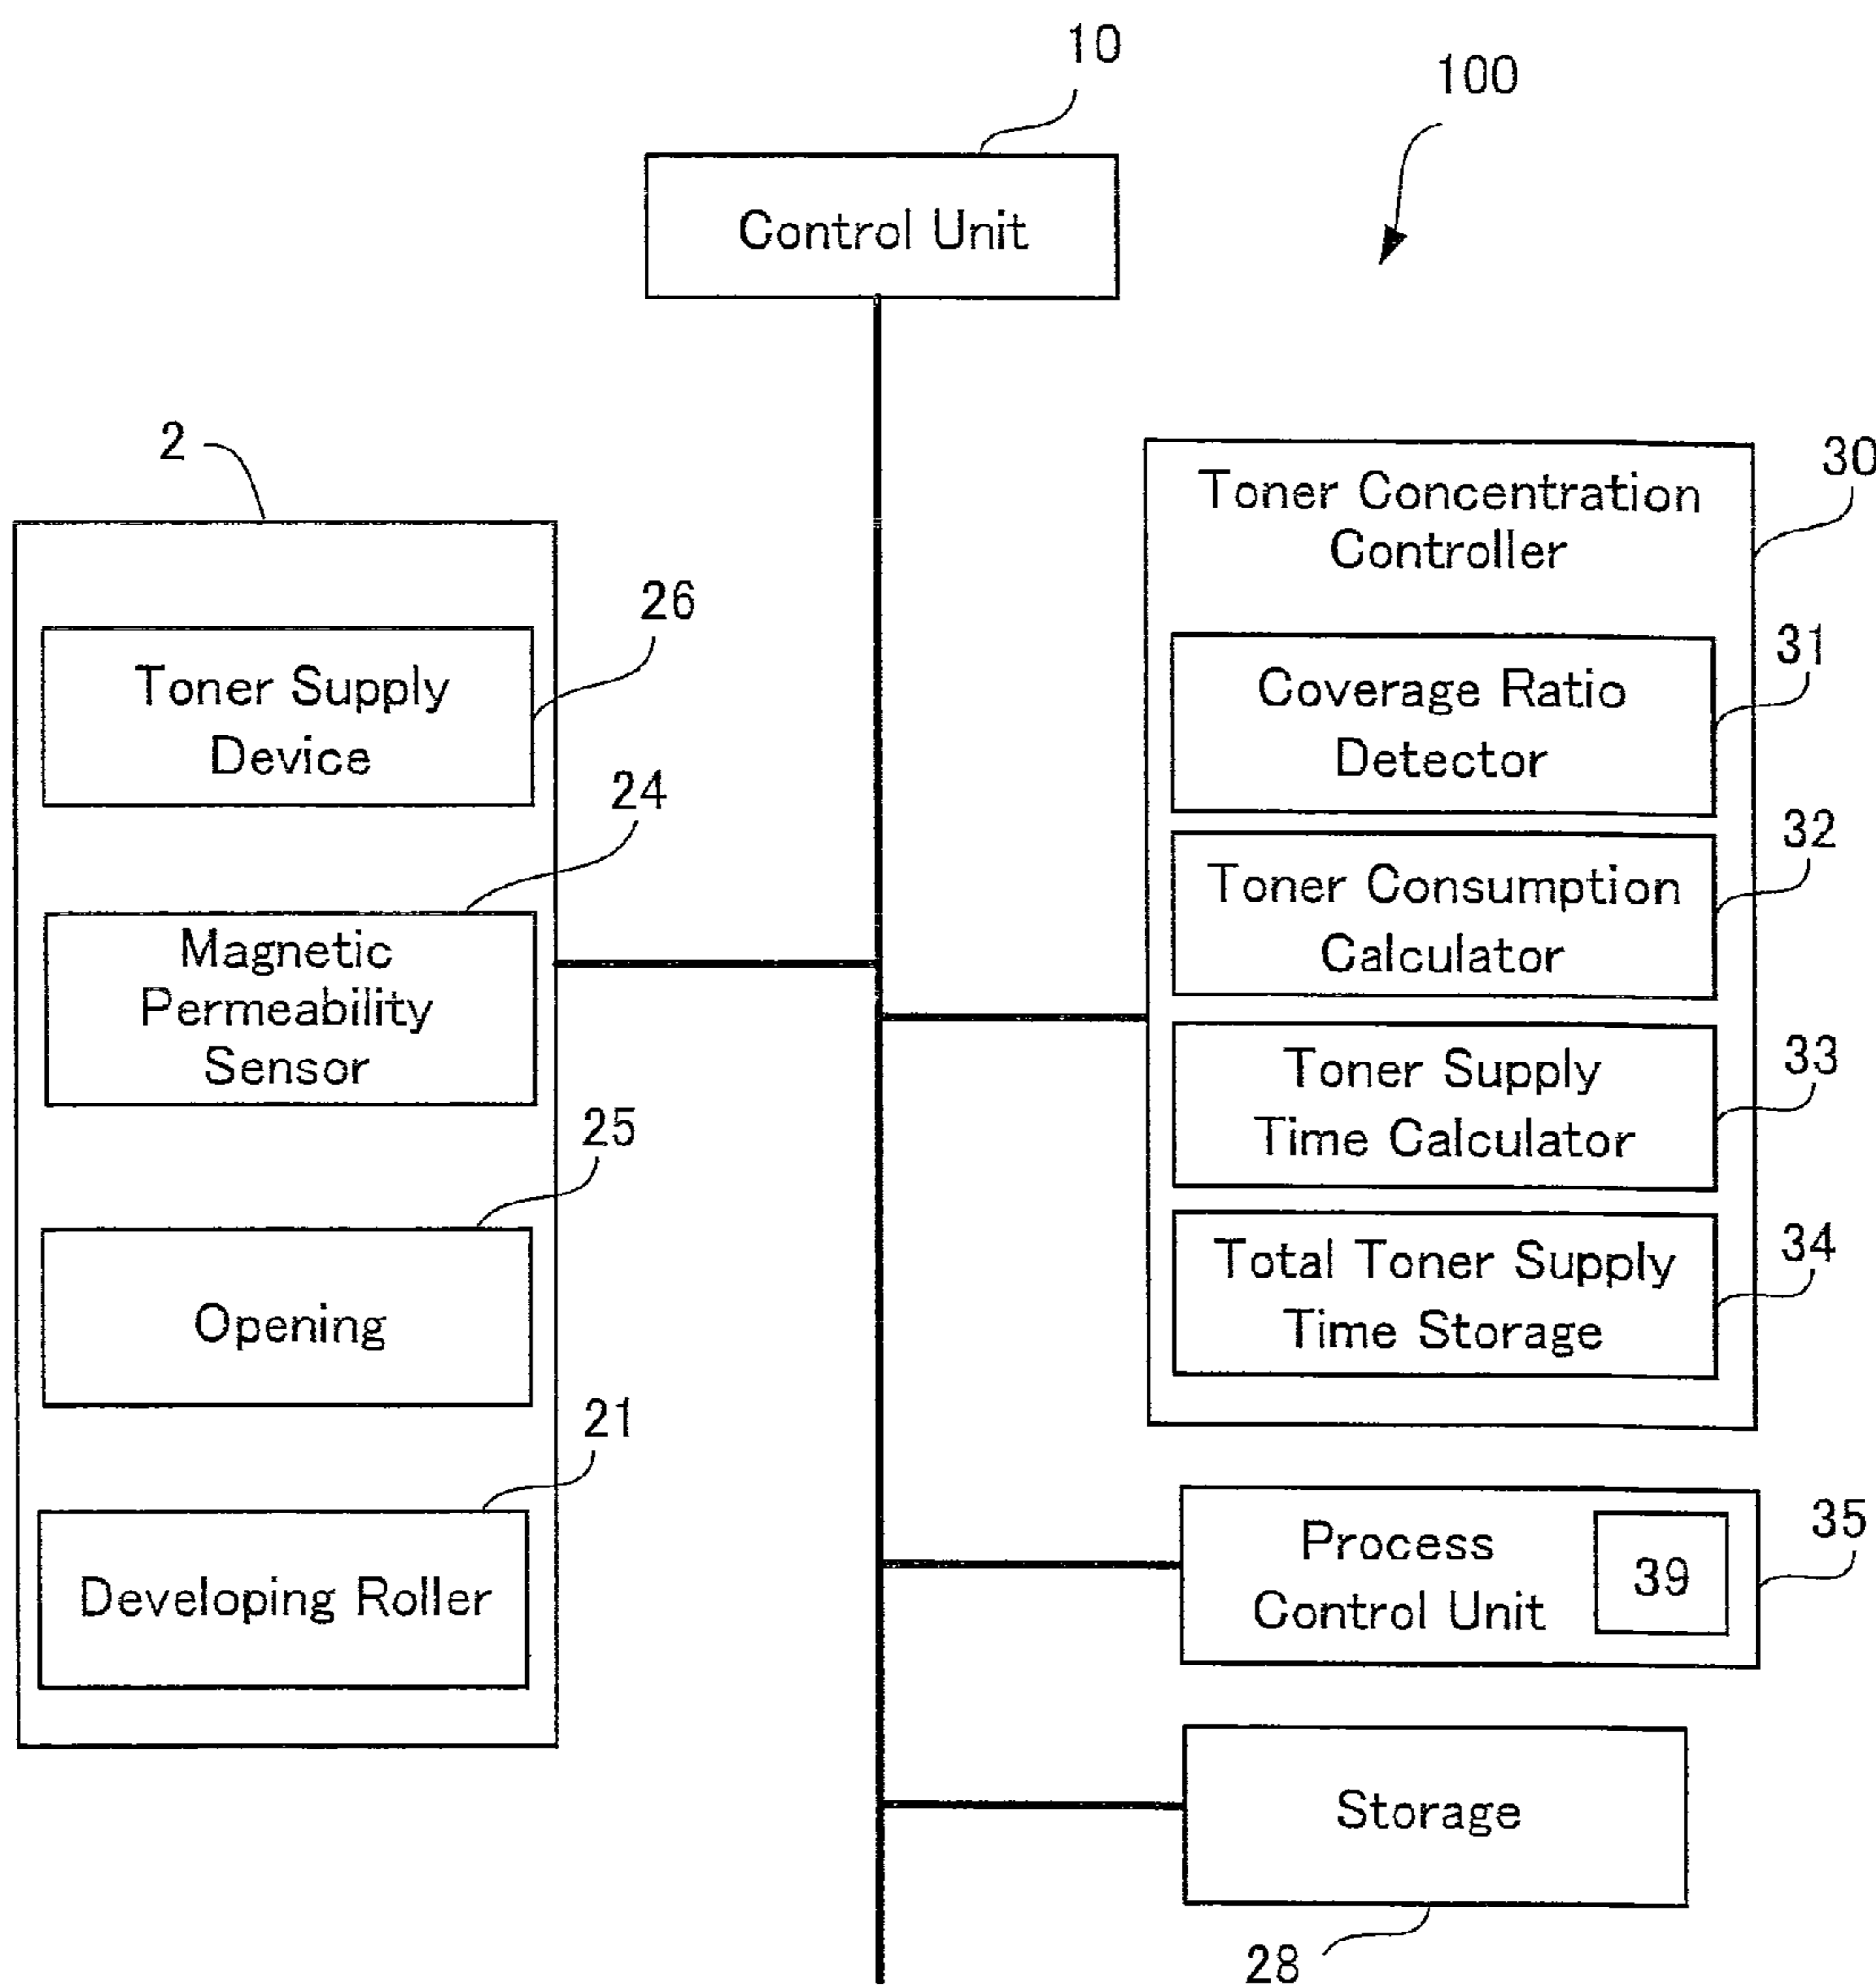 10
100
Control Unit
2
Toner Supply
Device
26
Magnetic
Permeability
Sensor
24
Opening
25
Developing Roller
21
Toner Concentration
Controller
30
Coverage Ratio
Detector
31
Toner Consumption
Calculator
32
Toner Supply
Time Calculator
33
Total Toner Supply
Time Storage
34
Process
Control Unit
39
35
Storage
28